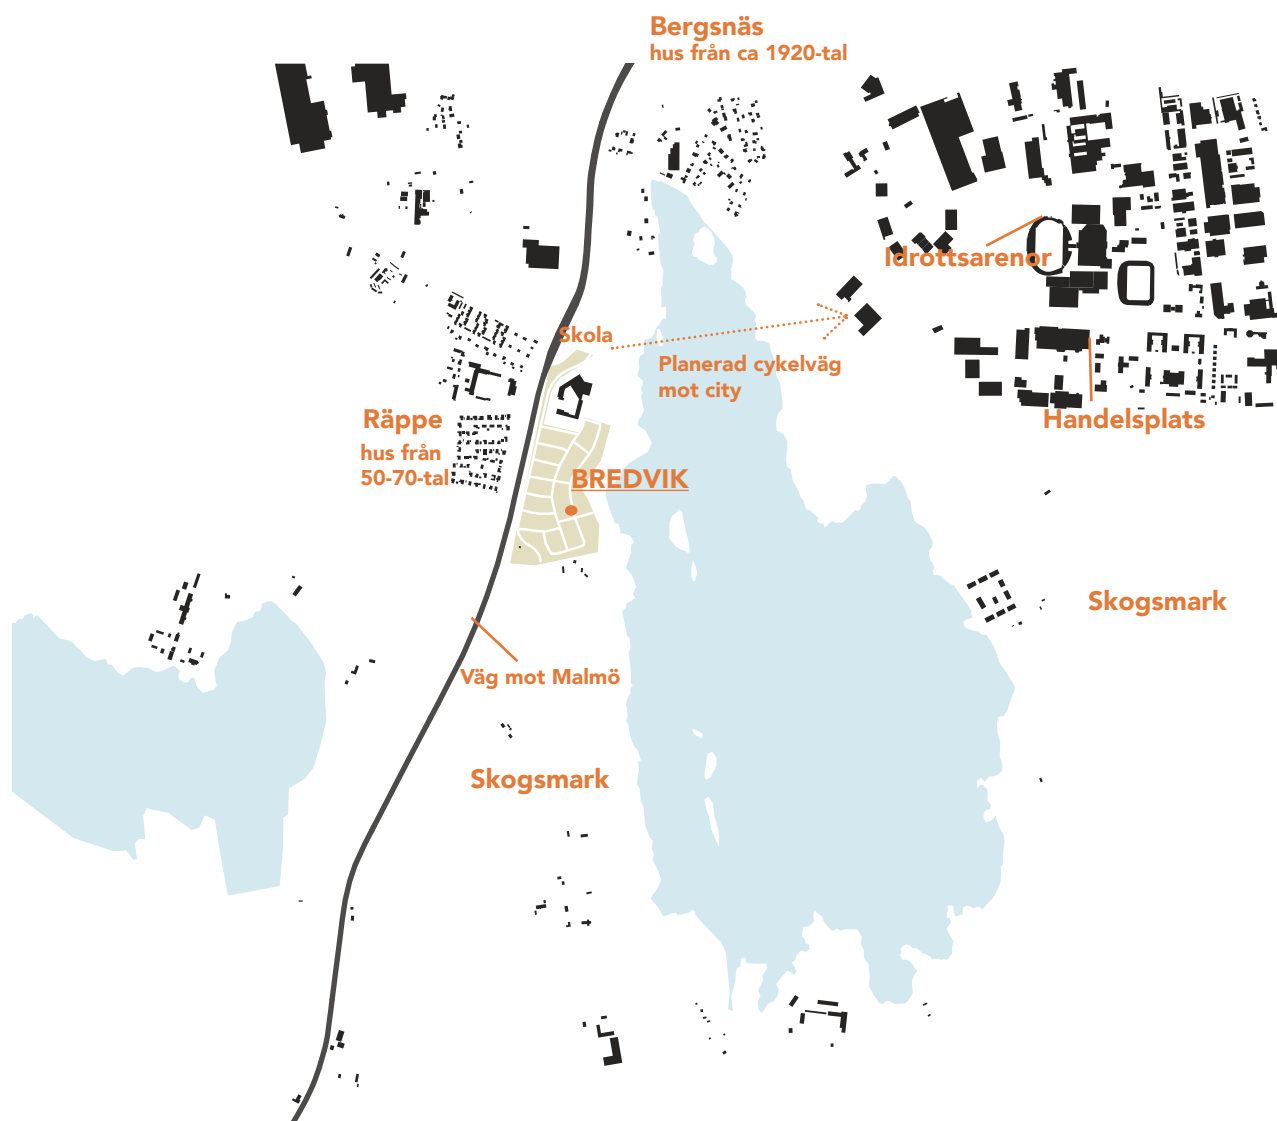 Bergsnäs
hus från ca 1920-tal
Idrottsarenor
Skola
Planerad cykelväg
mot city
Räppe
hus från
50-70-tal
Handelsplats
BREDVIK
Skogsmark
Väg mot Malmö
Skogsmark